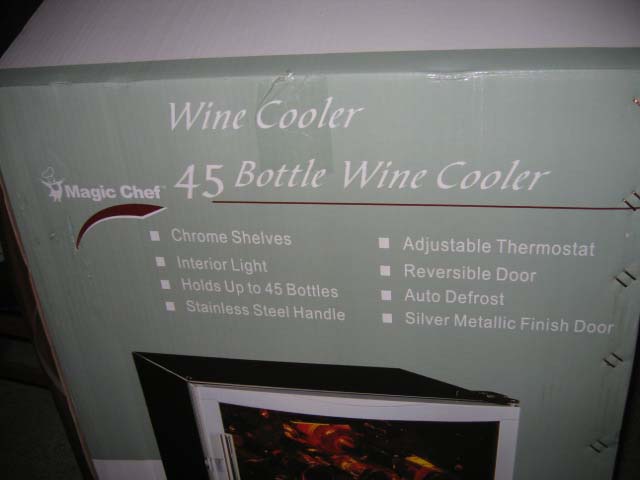 Wine Cooler
Magic Chef
45 Bottle Wine Cooler
Chrome Shelves
Interior Light
Holds Up to 45 Bottles
Stainless Steel Handle
Adjustable Thermostat
Reversible Door
Auto Defrost
Silver Metallic Finish Door